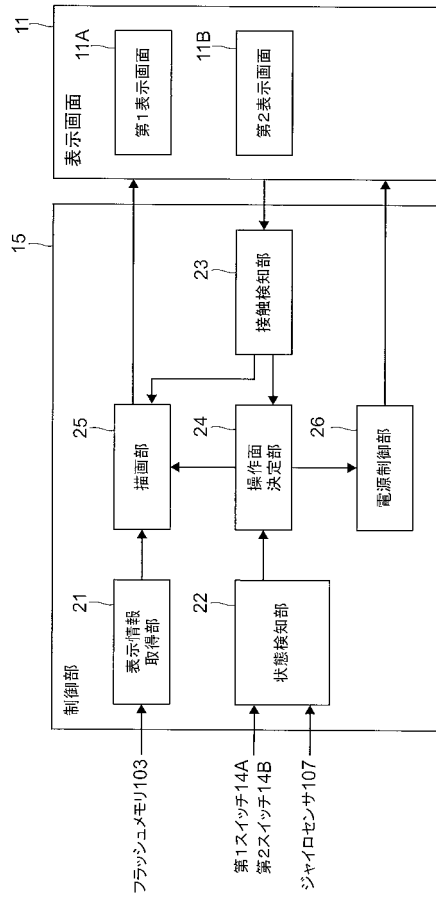 制御部
15
フラッシュメモリ103
表示情報
取得部
21
描画部
25
第1スイッチ14A
第2スイッチ14B
ジャイロセンサ107
状態検知部
22
操作面
決定部
24
接触検知部
23
電源制御部
26
表示画面
11
第1表示画面
11A
第2表示画面
11B